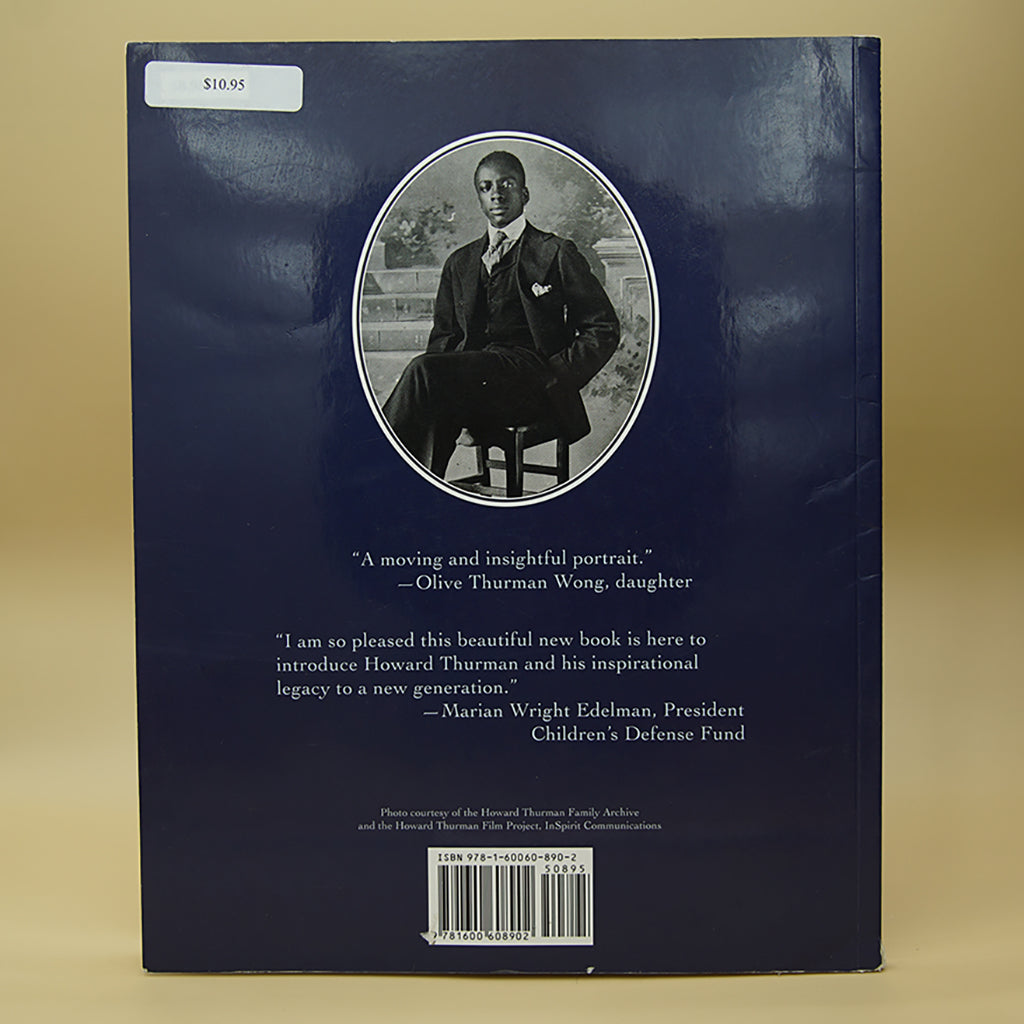 $10.95
“A moving and insightful portrait.”
—Olive Thurman Wong, daughter
“I am so pleased this beautiful new book is here to
introduce Howard Thurman and his inspirational
legacy to a new generation.”
—Marian Wright Edelman, President
Children’s Defense Fund
Photo courtesy of the Howard Thurman Family Archive
and the Howard Thurman Film Project, InSpirit Communications
ISBN 978-1-60060-890-2
50895
781600 608902